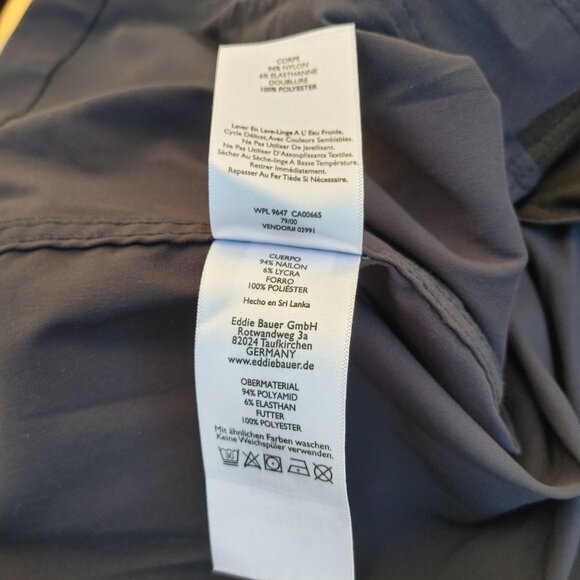 CORPS
94% NYLON
6% ELASTHANNE
DOUBLURE
100% POLYESTER
Laver En Lave-Linge A L' Eau Froide,
Cycle Délicat, Avec Couleurs Semblables.
Ne Pas Utiliser De Javellisant.
Ne Pas Utiliser D'Assouplissants Textiles.
Sécher Au Sèche-linge A Basse Température.
Retirer Immédiatement.
Repasser Au Fer Tiède Si Nécessaire.
WPL 9647 CA00665
79/00
VENDOR# 02991
CUERPO
94% NAILON
6% LYCRA
FORRO
100% POLIÉSTER
Hecho en Sri Lanka
Eddie Bauer GmbH
Rotwandweg 3a
82024 Taufkirchen
GERMANY
www.eddiebauer.de
OBERMATERIAL
94% POLYAMID
6% ELASTHAN
FUTTER
100% POLYESTER
Mit ähnlichen Farben waschen.
Keine Weichspüler verwenden.
30